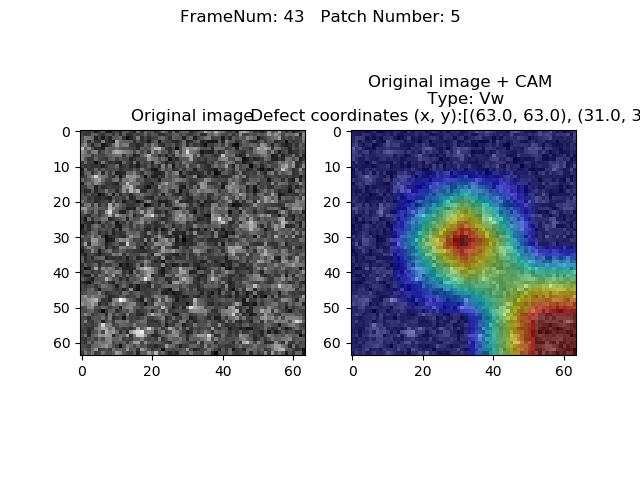 FrameNum: 43   Patch Number: 5
Original image + CAM
Type: Vw
Original image
Defect coordinates (x, y):[(63.0, 63.0), (31.0, 3
0
10
20
30
40
50
60
0 20 40 60
0
10
20
30
40
50
60
0 20 40 60